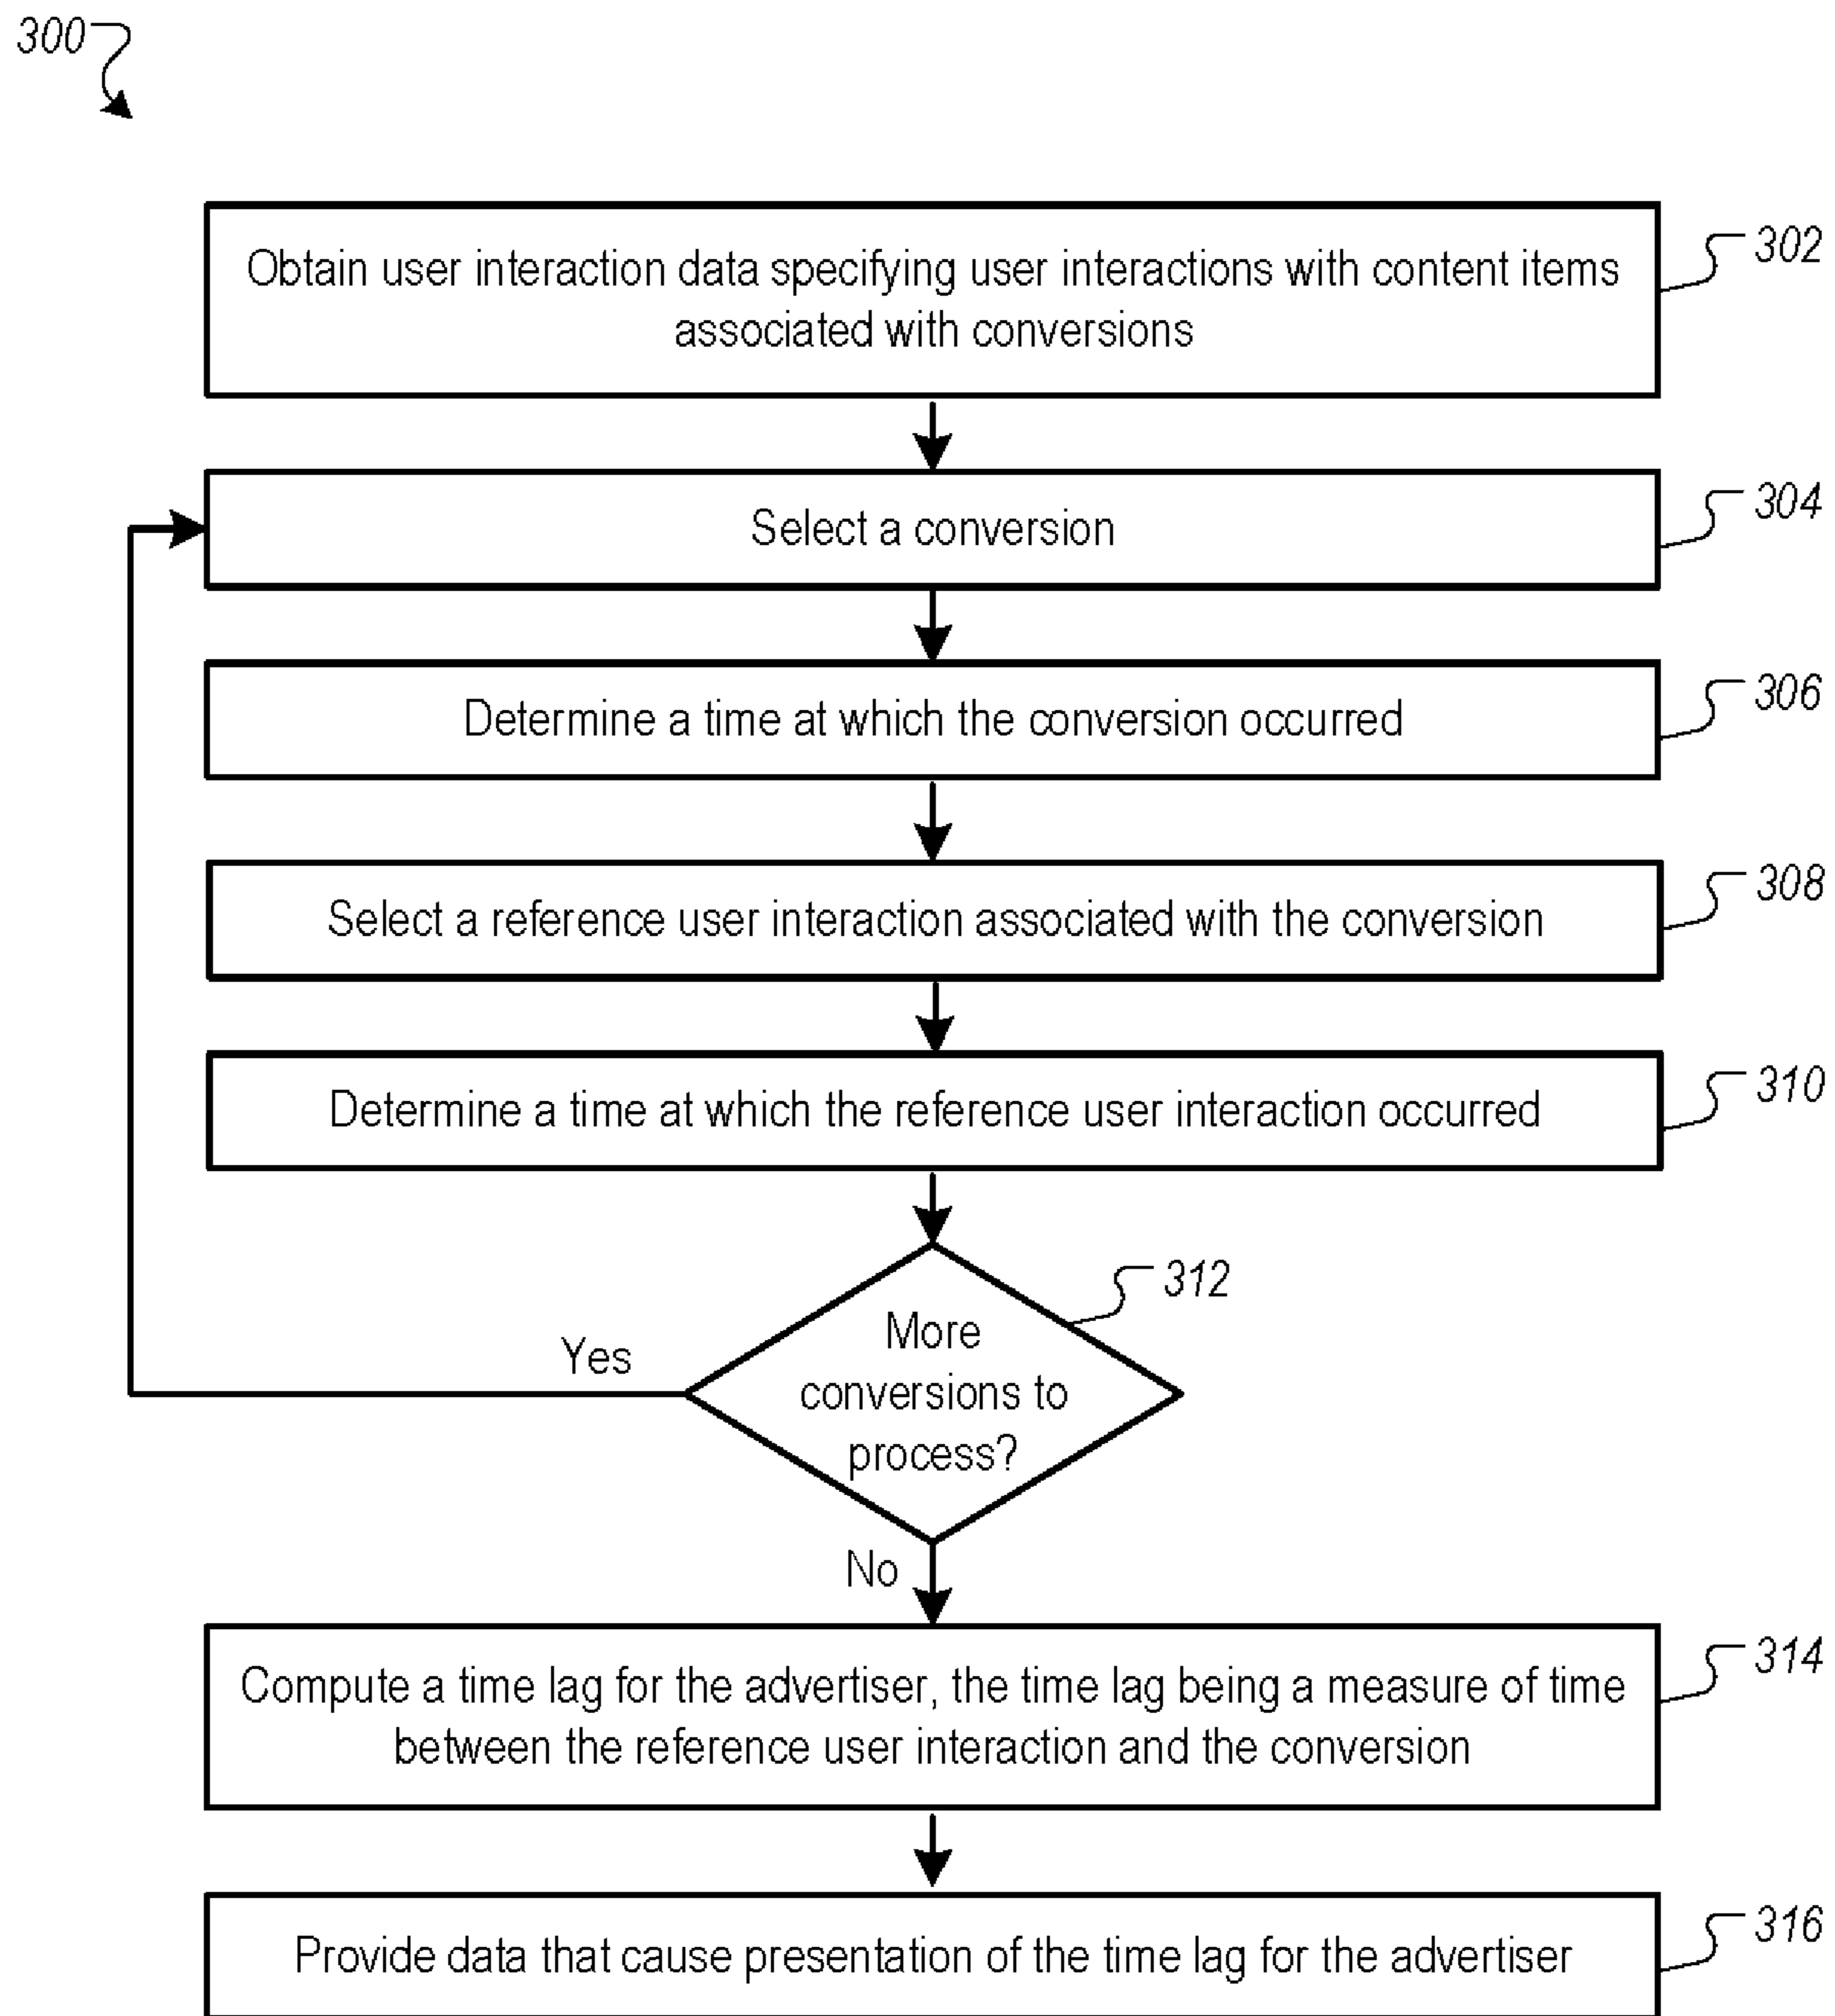 300
Obtain user interaction data specifying user interactions with content items
associated with conversions
302
Select a conversion
304
Determine a time at which the conversion occurred
306
Select a reference user interaction associated with the conversion
308
Determine a time at which the reference user interaction occurred
310
312
More
conversions to
process?
Yes
No
Compute a time lag for the advertiser, the time lag being a measure of time
between the reference user interaction and the conversion
314
Provide data that cause presentation of the time lag for the advertiser
316